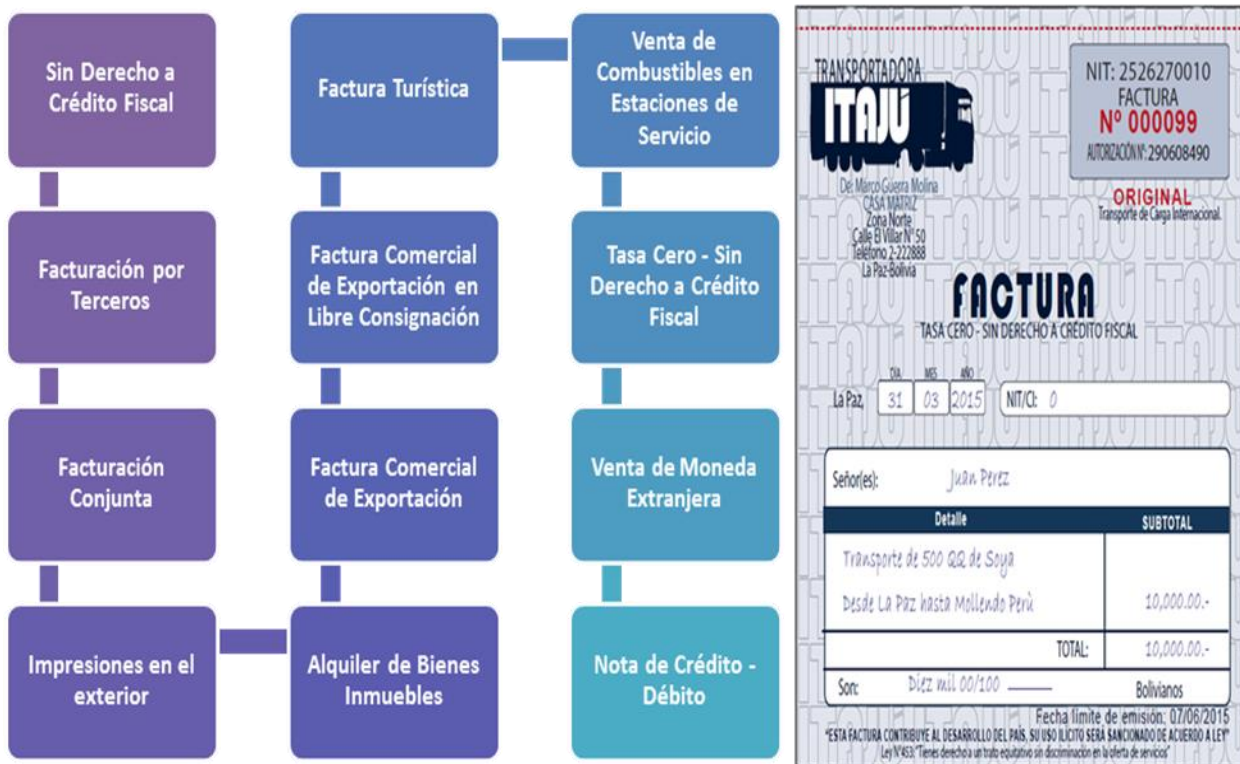 Sin Derecho a
Crédito Fiscal
Facturación por
Terceros
Facturación
Conjunta
Impresiones en el
exterior
Alquiler de Bienes
Inmuebles
Factura Comercial
de Exportación
Factura Comercial
de Exportación en
Libre Consignación
Factura Turística
Venta de
Combustibles en
Estaciones de
Servicio
Tasa Cero - Sin
Derecho a Crédito
Fiscal
Venta de Moneda
Extranjera
Nota de Crédito -
Débito
TRANSPORTADORA
ITAJÚ
De: Marco Guerra Molina
CASA MATRIZ
Zona Norte
Calle El Villar N° 50
Teléfono 2-222888
La Paz-Bolivia
NIT: 2526270010
FACTURA
Nº 000099
AUTORIZACIÓN Nº: 290608490
ORIGINAL
Transporte de Carga Internacional.
FACTURA
TASA CERO - SIN DERECHO A CRÉDITO FISCAL
DIA MES AÑO
La Paz, 31 03 2015 NIT/CI: 0
Señor(es): Juan Perez
Detalle SUBTOTAL
Transporte de 500 QQ de Soya
Desde La Paz hasta Mollendo Perù 10,000.00.-
TOTAL: 10,000.00.-
Son: Diez mil 00/100 Bolivianos
Fecha límite de emisión: 07/06/2015
"ESTA FACTURA CONTRIBUYE AL DESARROLLO DEL PAÍS, SU USO ILÍCITO SERÁ SANCIONADO DE ACUERDO A LEY"
Ley N°453: "Tienes derecho a un trato equitativo sin discriminación en la oferta de servicios"